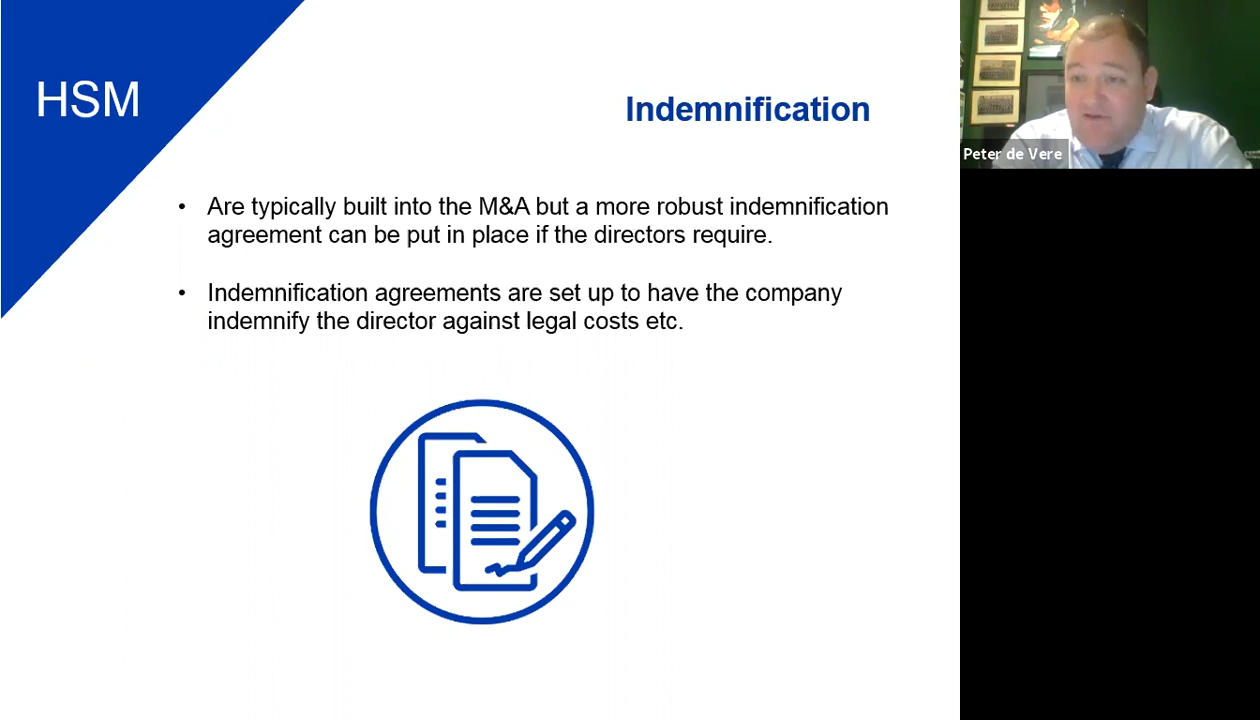 HSM
Indemnification
• Are typically built into the M&A but a more robust indemnification
agreement can be put in place if the directors require.
• Indemnification agreements are set up to have the company
indemnify the director against legal costs etc.
Peter de Vere